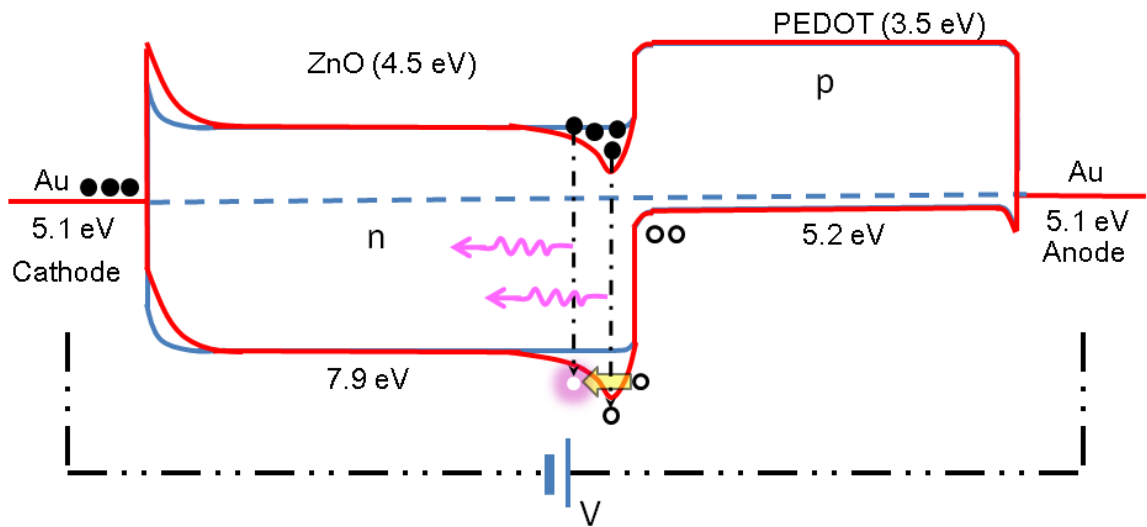 PEDOT (3.5 eV)
ZnO (4.5 eV)
p
Au
Au
5.1 eV
n
5.2 eV
5.1 eV
Cathode
Anode
7.9 eV
V